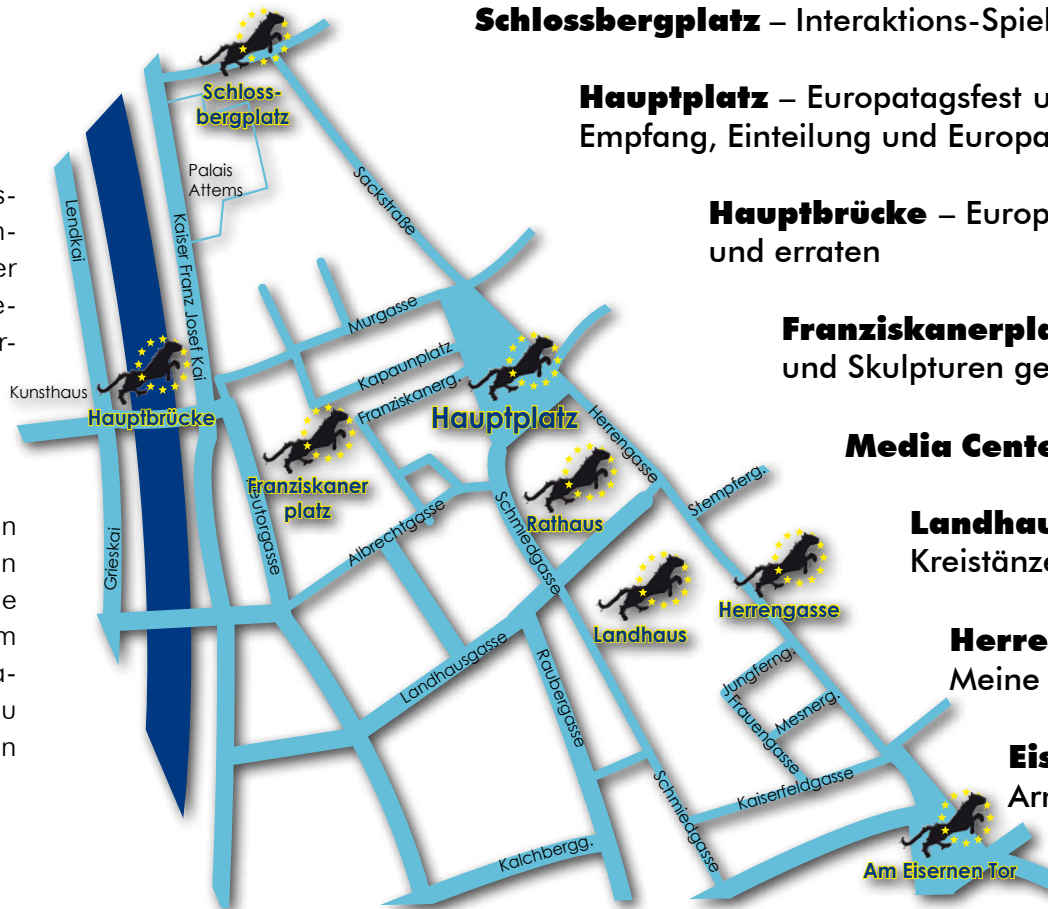 Schlossbergplatz – Interaktions-Spiel
Hauptplatz – Europatagsfest u
Empfang, Einteilung und Europa
Hauptbrücke – Europ
und erraten
Franziskanerpla
und Skulpturen ge
Media Cente
Landhau
Kreistänze
Herre
Meine
Eis
Arn
s-
n-
er
e-
r-
n
n
e
m
a-
u
n
Schloss-
bergplatz
Palais
Attems
Lendkai
Kaiser Franz Josef Kai
Sackstraße
Murgasse
Kapaunplatz
Franziskanerg.
Kunsthaus
Hauptbrücke
Hauptplatz
Franziskaner
platz
Neutorgasse
Grieskai
Albrechtgasse
Rathaus
Herrengasse
Stempferg.
Schmiedgasse
Landhaus
Herrengasse
Landhausgasse
Raubergasse
Jungferng.
Frauengasse
Mesnerg.
Kaiserfeldgasse
Schmiedgasse
Kalchbergg.
Am Eisernen Tor